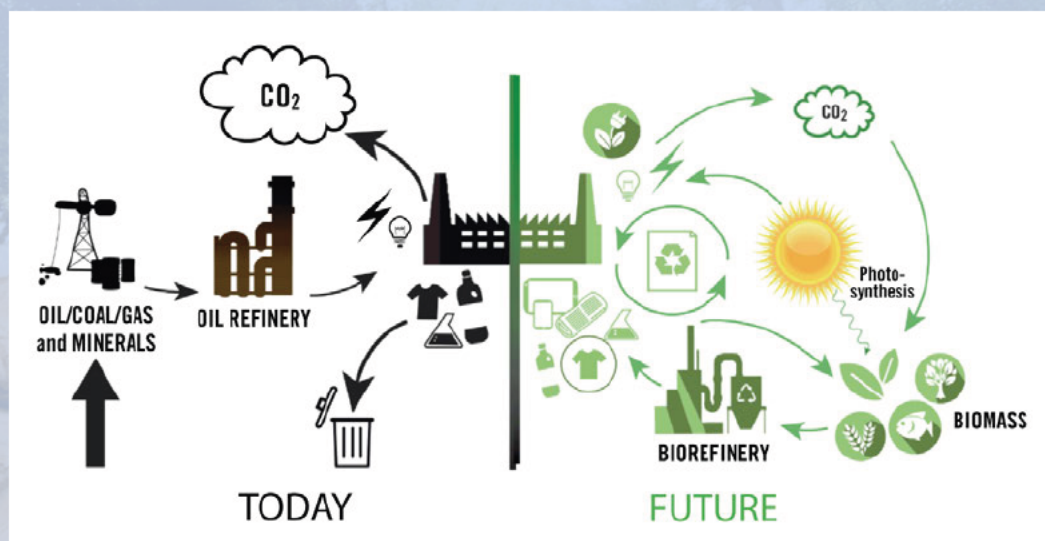 CO₂
OIL/COAL/GAS
and MINERALS
OIL REFINERY
TODAY
CO₂
Photo-
synthesis
BIOMASS
BIOREFINERY
FUTURE